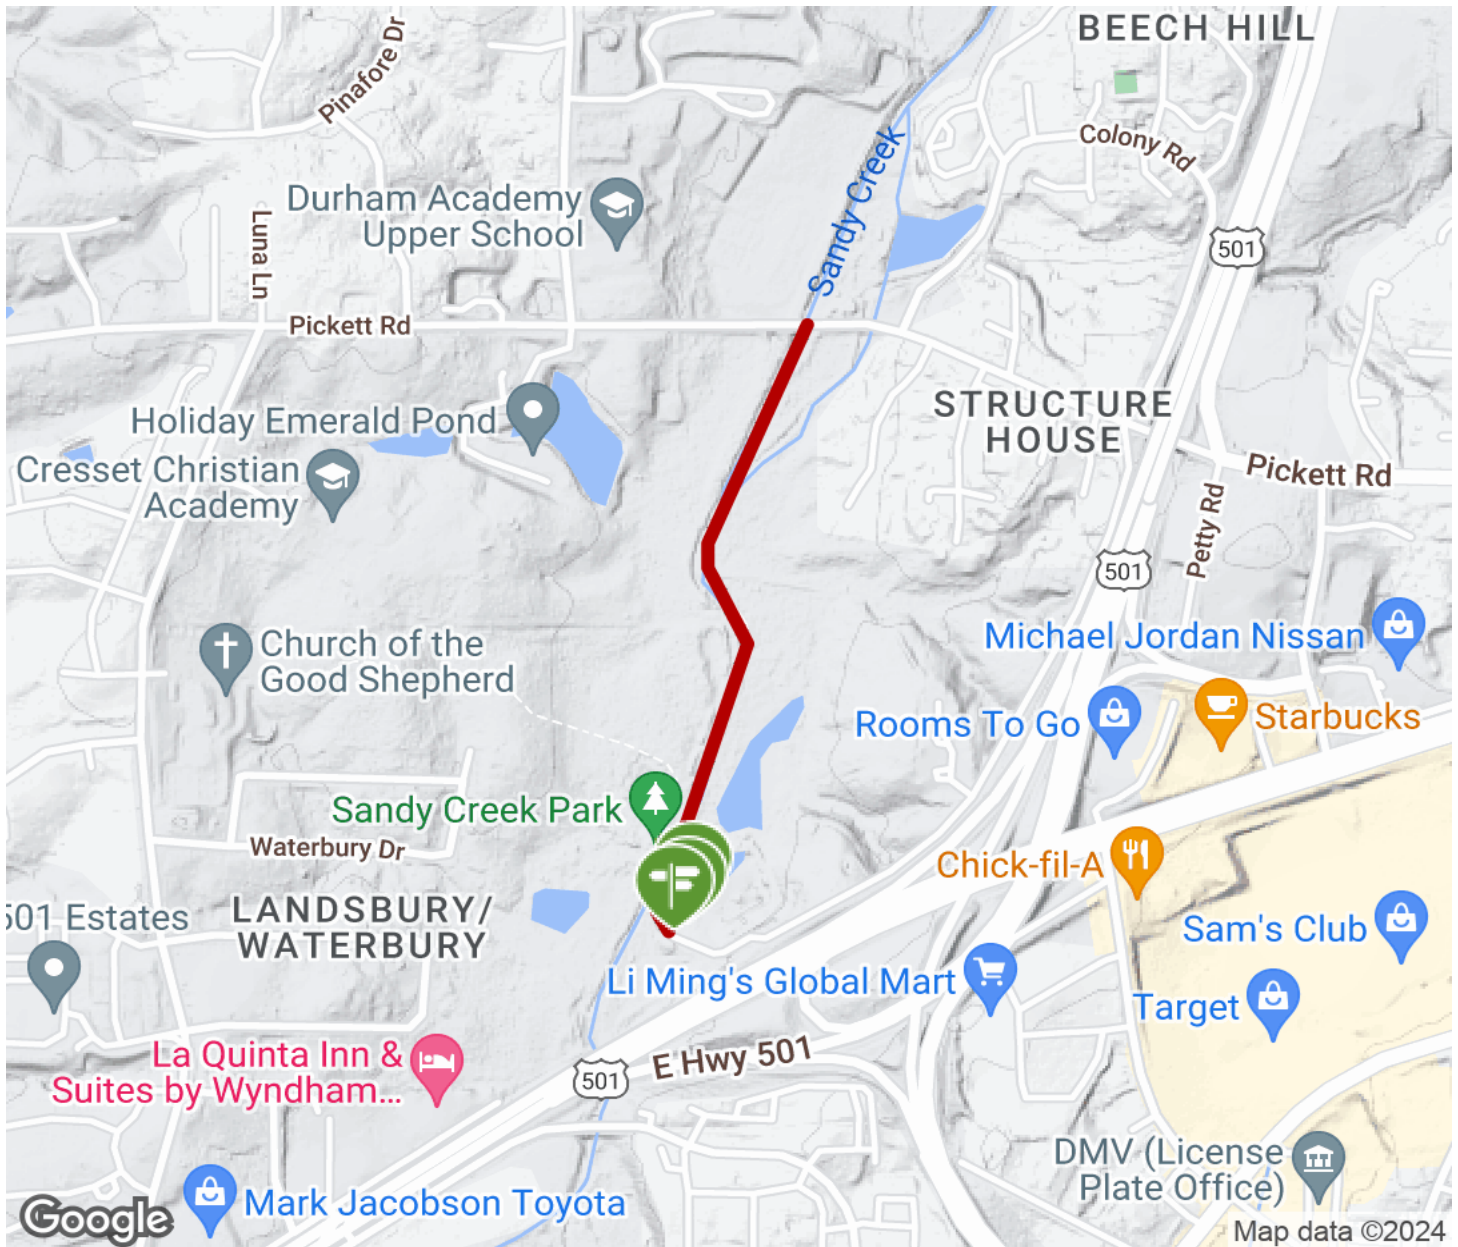 BEECH HILL
Pinafore Dr
Colony Rd
Sandy Creek
Durham Academy
Upper School
Luna Ln
501
Pickett Rd
Holiday Emerald Pond
STRUCTURE
HOUSE
Cresset Christian
Academy
Pickett Rd
Petty Rd
501
Church of the
Good Shepherd
Michael Jordan Nissan
Rooms To Go
Starbucks
Sandy Creek Park
Waterbury Dr
Chick-fil-A
LANDSBURY/
WATERBURY
501 Estates
Sam's Club
Li Ming's Global Mart
Target
La Quinta Inn &
Suites by Wyndham...
501
E Hwy 501
DMV (License
Plate Office)
Mark Jacobson Toyota
Google
Map data ©2024